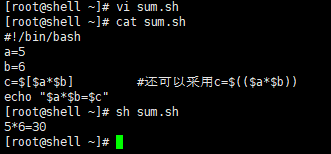 [root@shell ~]# vi sum.sh
[root@shell ~]# cat sum.sh
#!/bin/bash
a=5
b=6
c=$[$a*$b]        #还可以采用c=$(($a*$b))
echo "$a*$b=$c"
[root@shell ~]# sh sum.sh
5*6=30
[root@shell ~]#